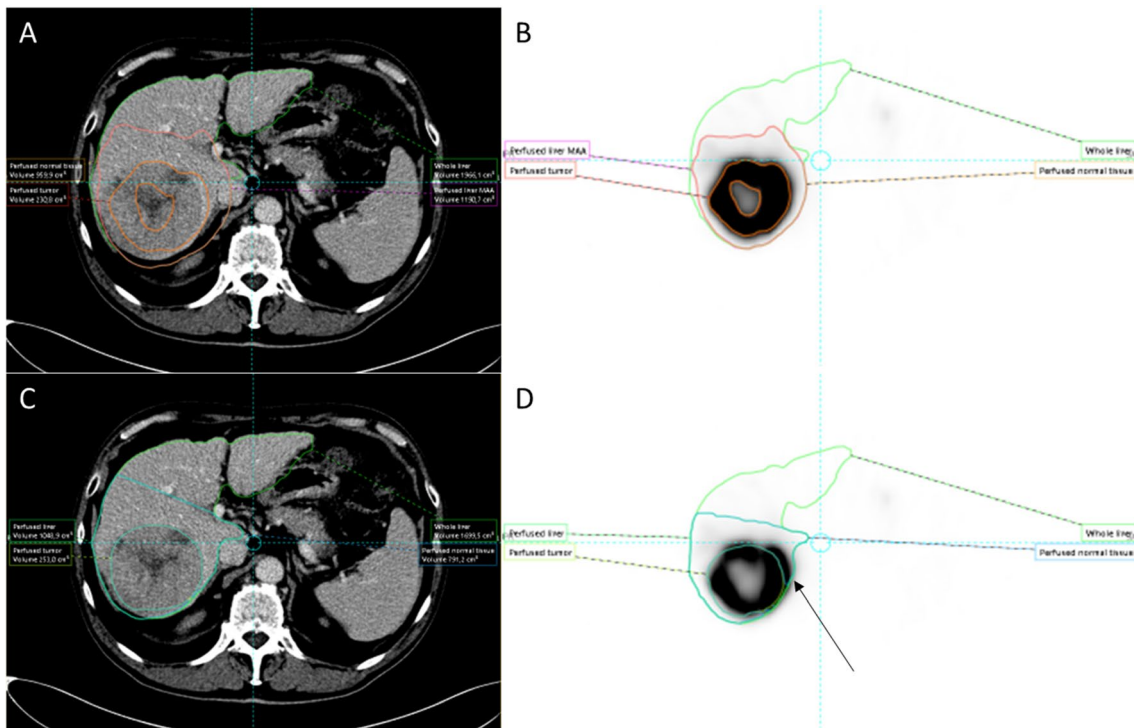 A
Perfused normal tissue
Volume 959,9 cm³
Perfused tumor
Volume 230,8 cm³
Whole liver
Volume 1966,1 cm³
Perfused liver MAA
Volume 1190,7 cm³
B
Perfused liver MAA
Perfused tumor
Whole liver
Perfused normal tissue
C
Perfused liver
Volume 1048,9 cm³
Perfused tumor
Volume 253,0 cm³
Whole liver
Volume 1699,5 cm³
Perfused normal tissue
Volume 791,2 cm³
D
Perfused liver
Perfused tumor
Whole liver
Perfused normal tissue